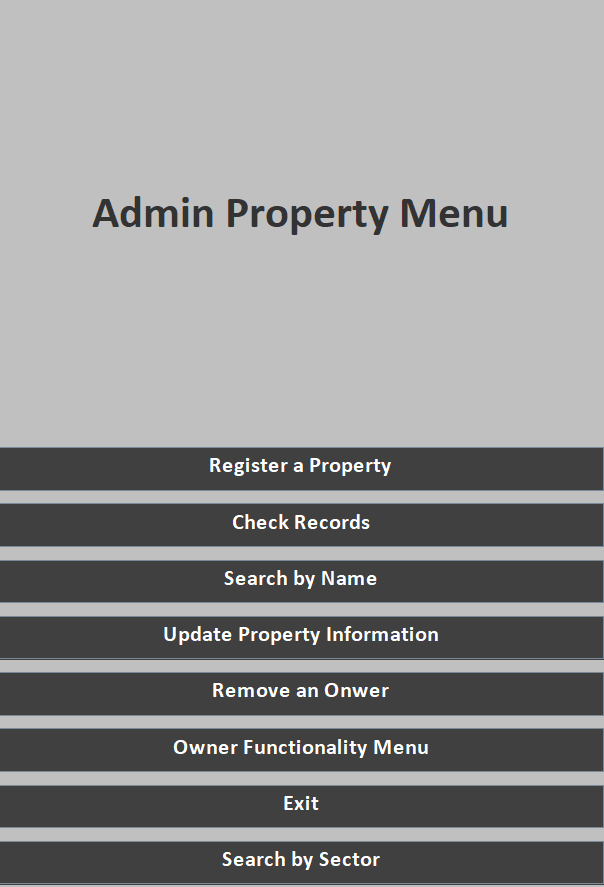 Admin Property Menu
Register a Property
Check Records
Search by Name
Update Property Information
Remove an Onwer
Owner Functionality Menu
Exit
Search by Sector